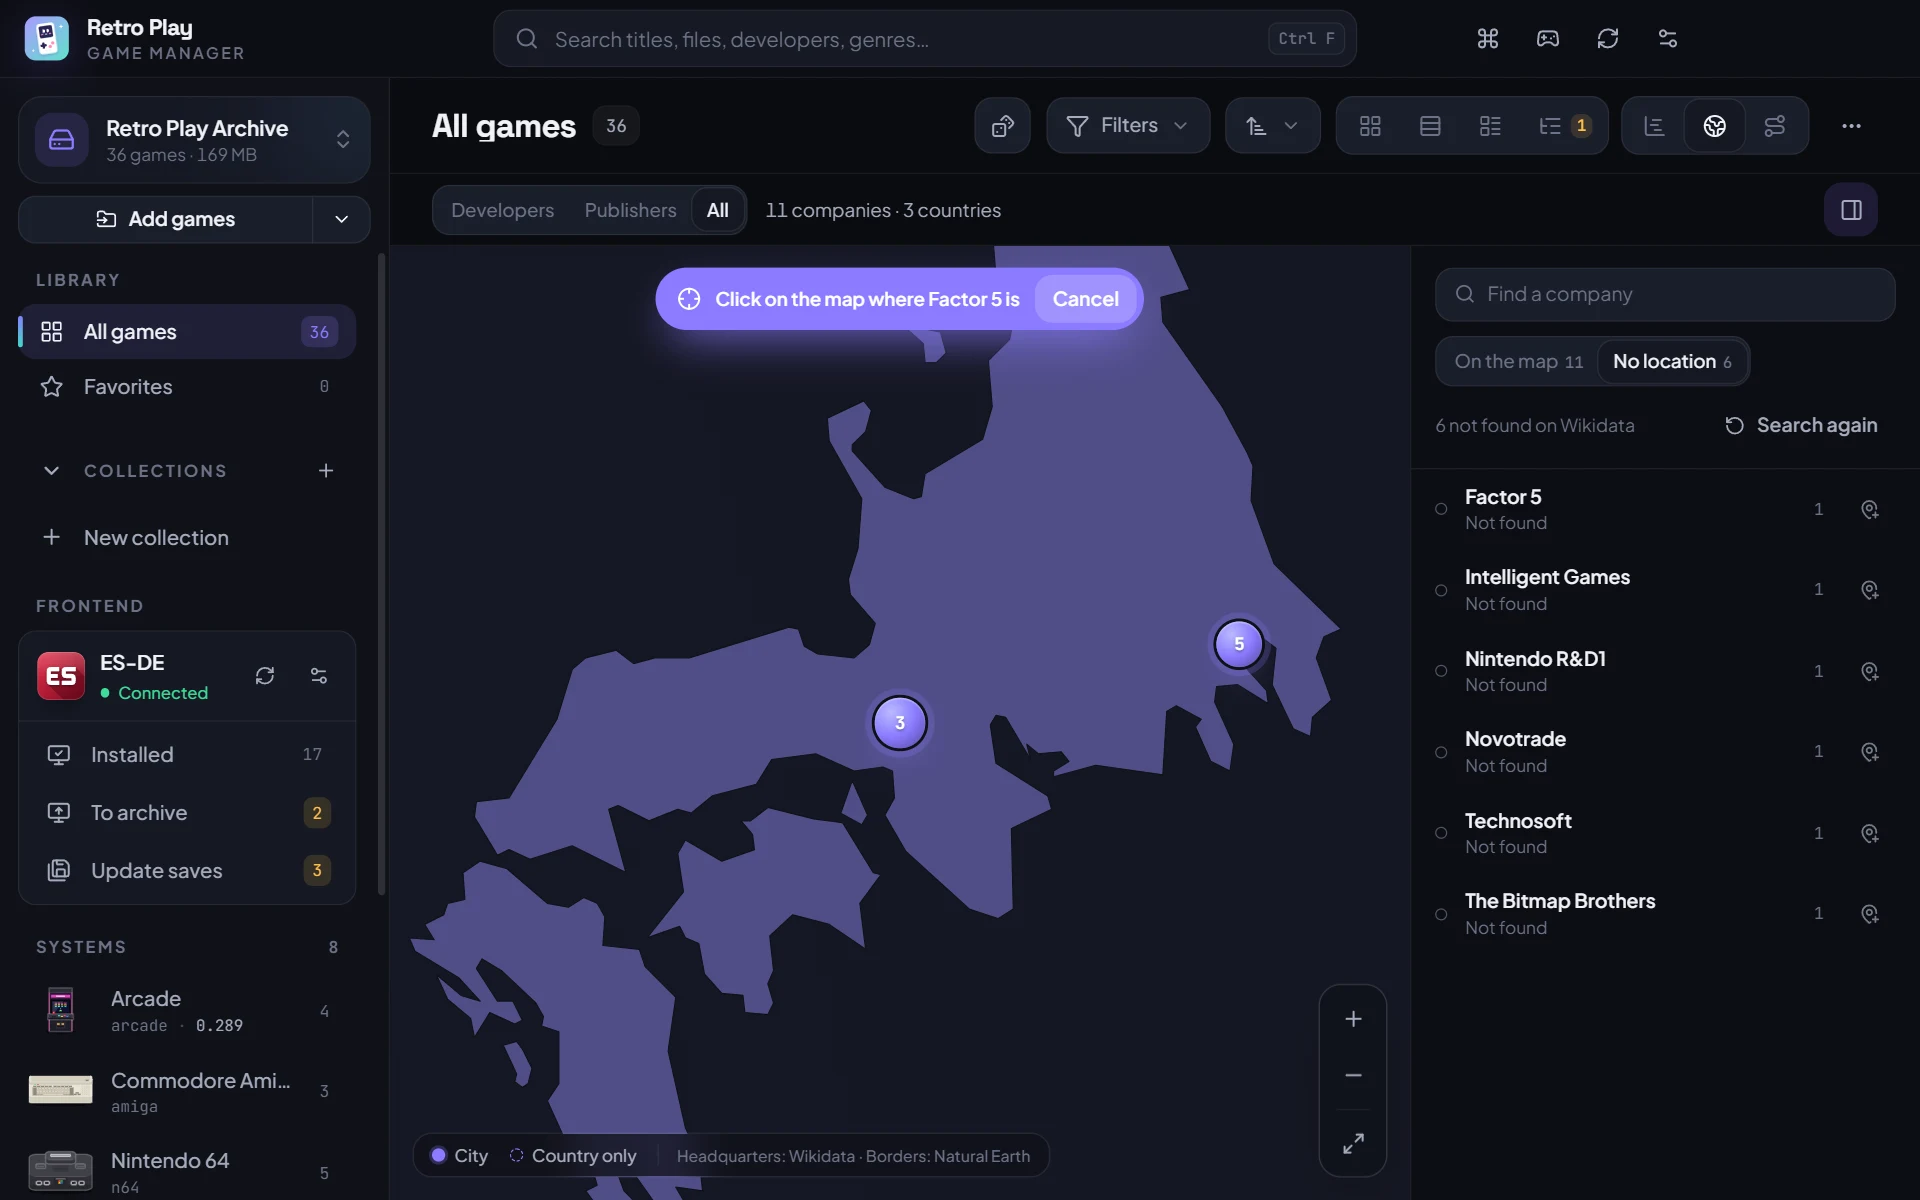 Retro Play
GAME MANAGER
Search titles, files, developers, genres...
Ctrl F
Retro Play Archive
36 games · 169 MB
Add games
LIBRARY
All games 36
Favorites 0
COLLECTIONS
New collection
FRONTEND
ES
ES-DE
Connected
Installed 17
To archive 2
Update saves 3
SYSTEMS 8
Arcade
arcade · 0.289
4
Commodore Ami...
amiga
3
Nintendo 64
n64
5
All games 36
Filters
1
Developers Publishers All
11 companies · 3 countries
Click on the map where Factor 5 is
Cancel
5
3
City
Country only
Headquarters: Wikidata · Borders: Natural Earth
Find a company
On the map 11
No location 6
6 not found on Wikidata
Search again
Factor 5
Not found
1
Intelligent Games
Not found
1
Nintendo R&D1
Not found
1
Novotrade
Not found
1
Technosoft
Not found
1
The Bitmap Brothers
Not found
1